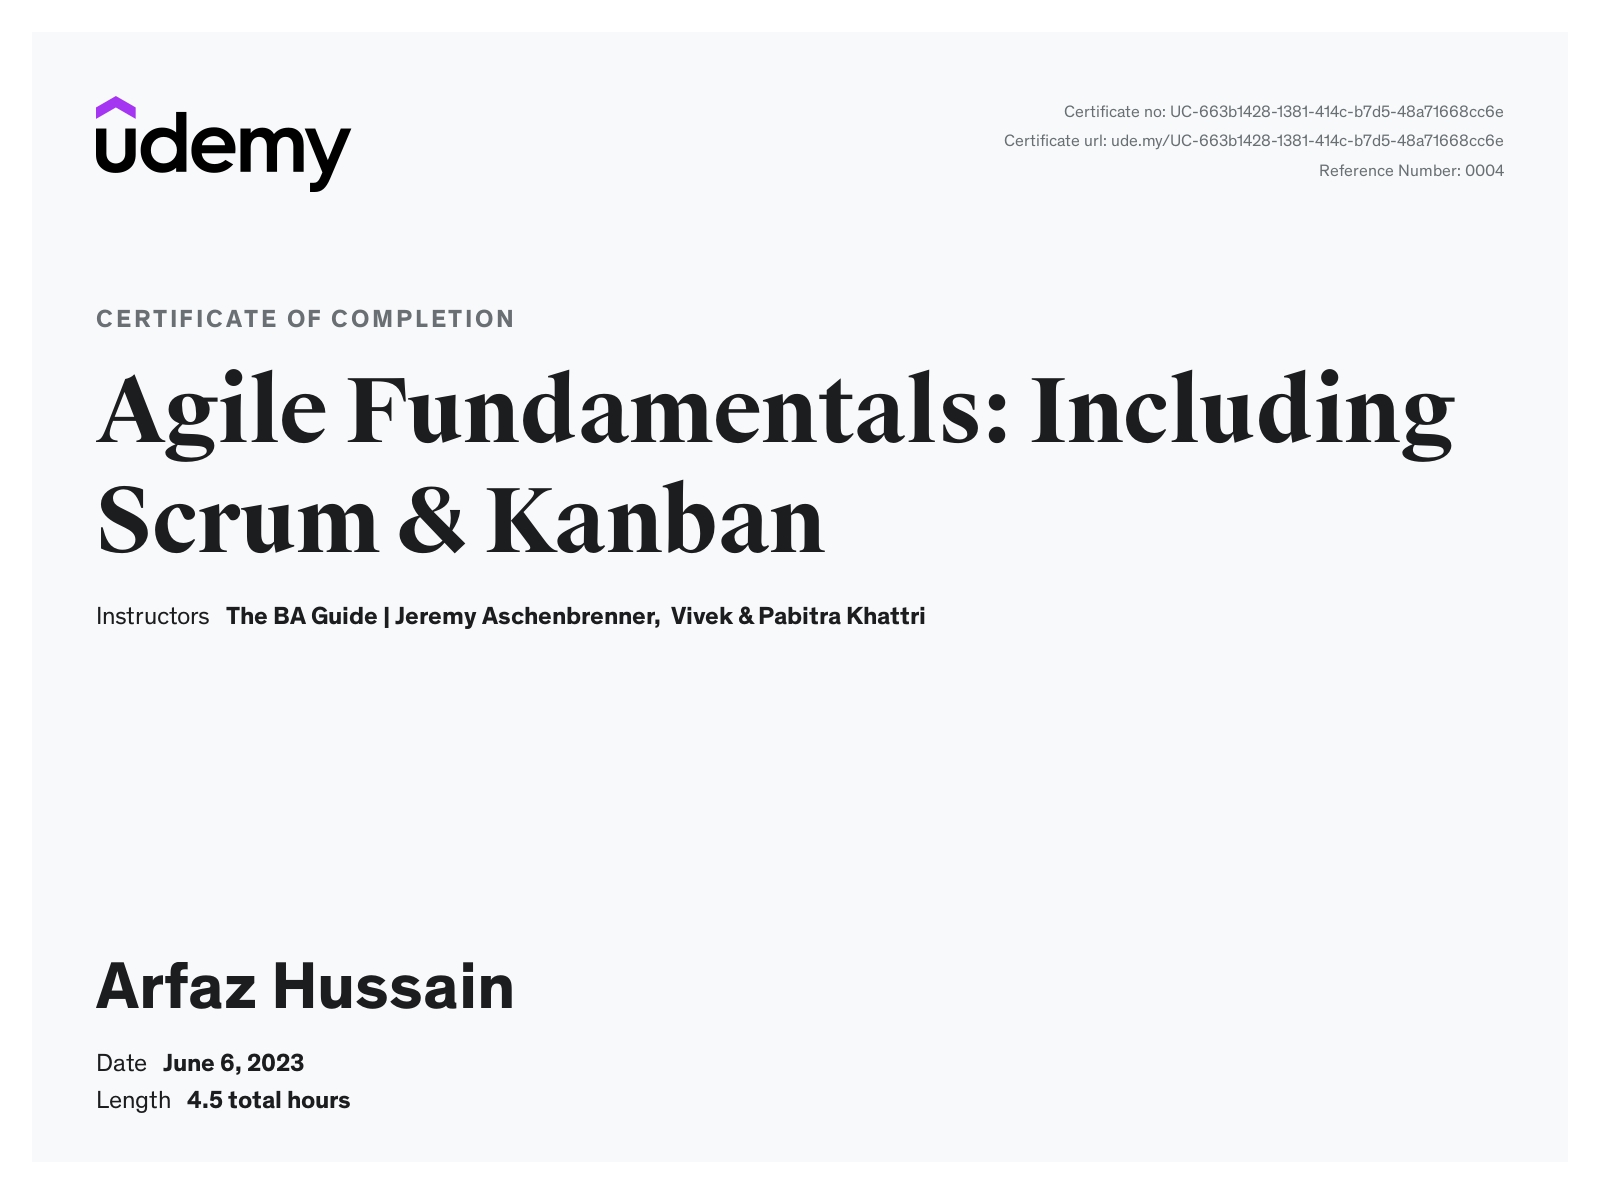 udemy
Certificate no: UC-663b1428-1381-414c-b7d5-48a71668cc6e
Certificate url: ude.my/UC-663b1428-1381-414c-b7d5-48a71668cc6e
Reference Number: 0004
CERTIFICATE OF COMPLETION
Agile Fundamentals: Including
Scrum & Kanban
Instructors The BA Guide | Jeremy Aschenbrenner, Vivek & Pabitra Khattri
Arfaz Hussain
Date June 6, 2023
Length 4.5 total hours